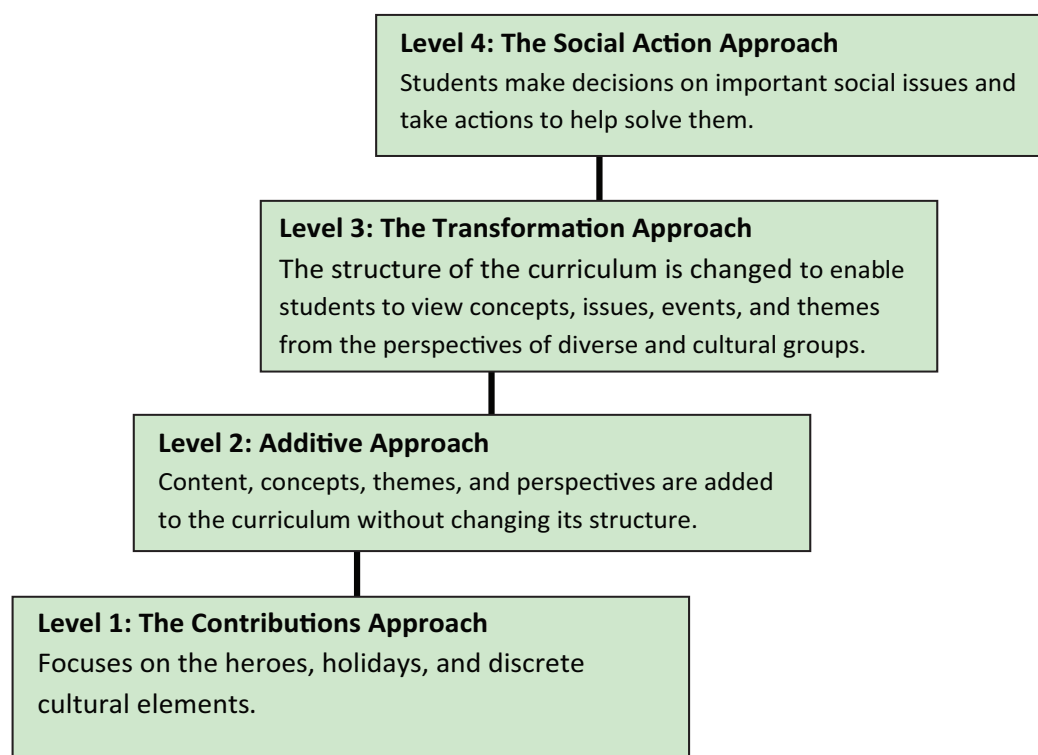 Level 4: The Social Action Approach
Students make decisions on important social issues and
take actions to help solve them.
Level 3: The Transformation Approach
The structure of the curriculum is changed to enable
students to view concepts, issues, events, and themes
from the perspectives of diverse and cultural groups.
Level 2: Additive Approach
Content, concepts, themes, and perspectives are added
to the curriculum without changing its structure.
Level 1: The Contributions Approach
Focuses on the heroes, holidays, and discrete
cultural elements.